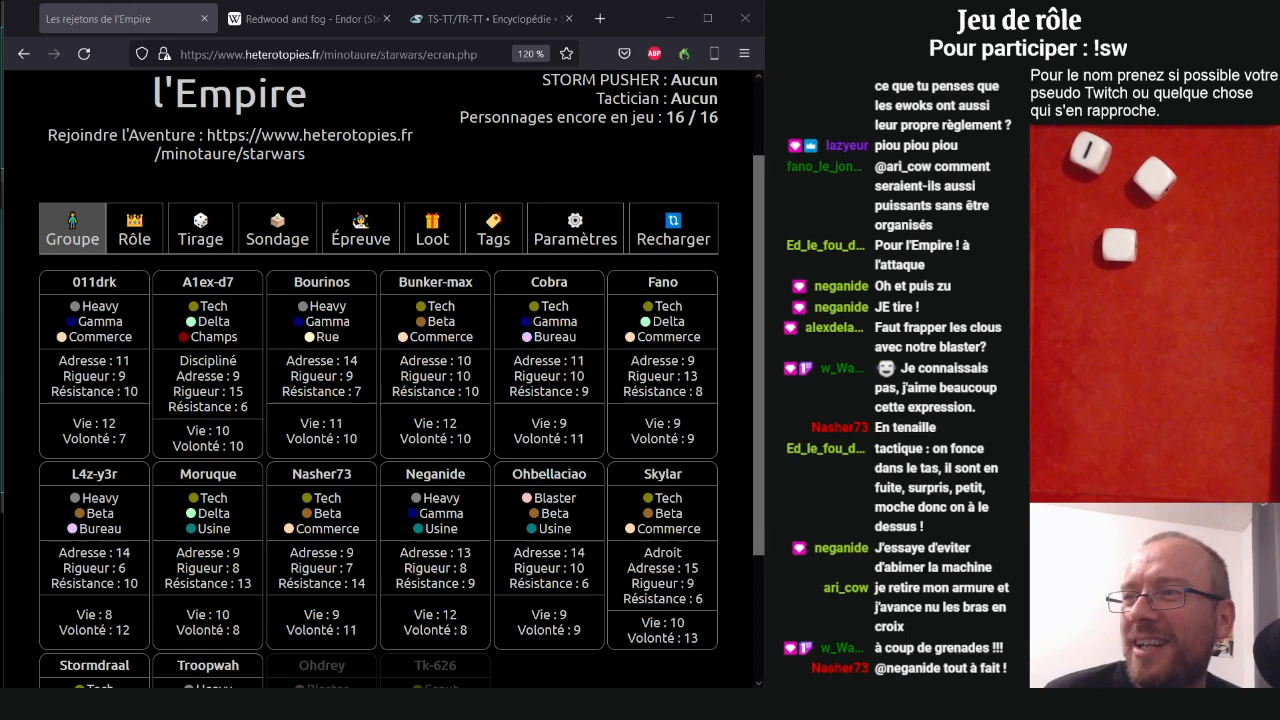 Les rejetons de l'Empire
Redwood and fog - Endor (Sta
TS-TT/TR-TT • Encyclopédie •
https://www.heterotopies.fr/minotaure/starwars/ecran.php
120 %
l'Empire
STORM PUSHER : Aucun
Tactician : Aucun
Personnages encore en jeu : 16 / 16
Rejoindre l'Aventure : https://www.heterotopies.fr
/minotaure/starwars
Groupe
Rôle
Tirage
Sondage
Épreuve
Loot
Tags
Paramètres
Recharger
011drk
Heavy
Gamma
Commerce
Adresse : 11
Rigueur : 9
Résistance : 10
Vie : 12
Volonté : 7
A1ex-d7
Tech
Delta
Champs
Discipliné
Adresse : 9
Rigueur : 15
Résistance : 6
Vie : 10
Volonté : 10
Bourinos
Heavy
Gamma
Rue
Adresse : 14
Rigueur : 9
Résistance : 7
Vie : 11
Volonté : 10
Bunker-max
Tech
Beta
Commerce
Adresse : 10
Rigueur : 10
Résistance : 10
Vie : 12
Volonté : 10
Cobra
Tech
Gamma
Bureau
Adresse : 11
Rigueur : 10
Résistance : 9
Vie : 9
Volonté : 11
Fano
Tech
Delta
Commerce
Adresse : 9
Rigueur : 13
Résistance : 8
Vie : 9
Volonté : 9
L4z-y3r
Heavy
Beta
Bureau
Adresse : 14
Rigueur : 6
Résistance : 10
Vie : 8
Volonté : 12
Moruque
Tech
Delta
Usine
Adresse : 9
Rigueur : 8
Résistance : 13
Vie : 10
Volonté : 8
Nasher73
Tech
Beta
Commerce
Adresse : 9
Rigueur : 7
Résistance : 14
Vie : 9
Volonté : 11
Neganide
Heavy
Gamma
Usine
Adresse : 13
Rigueur : 8
Résistance : 9
Vie : 12
Volonté : 8
Ohbellaciao
Blaster
Beta
Usine
Adresse : 14
Rigueur : 10
Résistance : 6
Vie : 9
Volonté : 9
Skylar
Tech
Beta
Commerce
Adroit
Adresse : 15
Rigueur : 9
Résistance : 6
Vie : 10
Volonté : 13
Stormdraal
Tech
Troopwah
Heavy
Ohdrey
Blaster
Tk-626
Scout
ce que tu penses que
les ewoks ont aussi
leur propre règlement ?
lazyeur piou piou piou
fano_le_jon... @ari_cow comment
seraient-ils aussi
puissants sans être
organisés
Ed_le_fou_d... Pour l'Empire ! à
l'attaque
neganide Oh et puis zu
neganide JE tire !
alexdela... Faut frapper les clous
avec notre blaster?
w_Wa... Je connaissais
pas, j'aime beaucoup
cette expression.
Nasher73 En tenaille
Ed_le_fou_d... tactique : on fonce
dans le tas, il sont en
fuite, surpris, petit,
moche donc on à le
dessus !
neganide J'essaye d'eviter
d'abimer la machine
ari_cow je retire mon armure et
j'avance nu les bras en
croix
w_Wa... à coup de grenades !!!
Nasher73 @neganide tout à fait !
Jeu de rôle
Pour participer : !sw
Pour le nom prenez si possible votre
pseudo Twitch ou quelque chose
qui s'en rapproche.